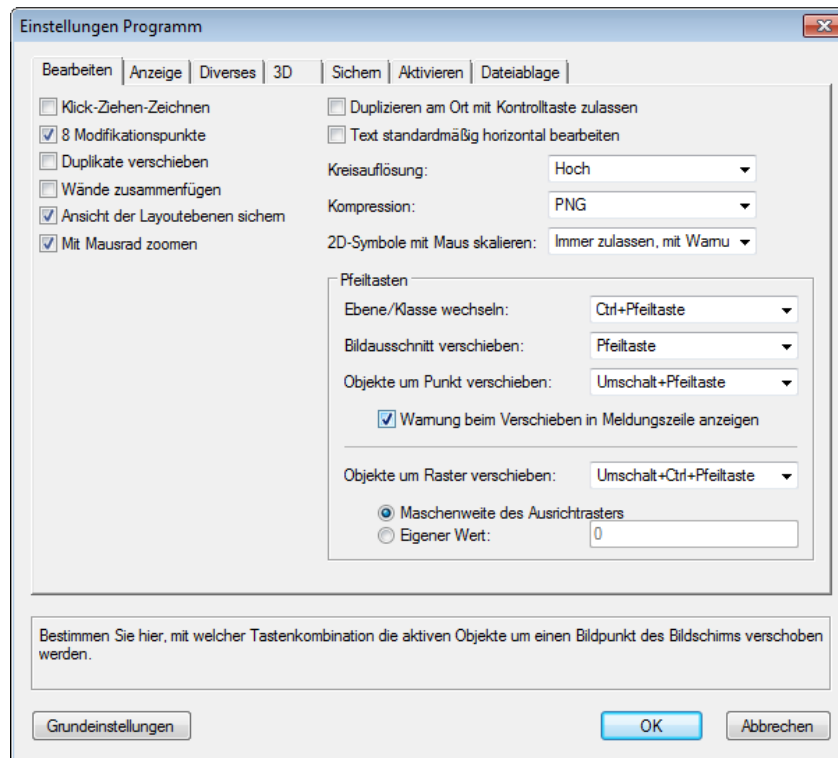 Einstellungen Programm
Bearbeiten Anzeige Diverses 3D Sichern Aktivieren Dateiablage
Klick-Ziehen-Zeichnen
8 Modifikationspunkte
Duplikate verschieben
Wände zusammenfügen
Ansicht der Layoutebenen sichern
Mit Mausrad zoomen
Duplizieren am Ort mit Kontrolltaste zulassen
Text standardmäßig horizontal bearbeiten
Kreisauflösung: Hoch
Kompression: PNG
2D-Symbole mit Maus skalieren: Immer zulassen, mit Warnu
Pfeiltasten
Ebene/Klasse wechseln: Ctrl+Pfeiltaste
Bildausschnitt verschieben: Pfeiltaste
Objekte um Punkt verschieben: Umschalt+Pfeiltaste
Warnung beim Verschieben in Meldungszeile anzeigen
Objekte um Raster verschieben: Umschalt+Ctrl+Pfeiltaste
Maschenweite des Ausrichtrasters
Eigener Wert: 0
Bestimmen Sie hier, mit welcher Tastenkombination die aktiven Objekte um einen Bildpunkt des Bildschirms verschoben
werden.
Grundeinstellungen OK Abbrechen